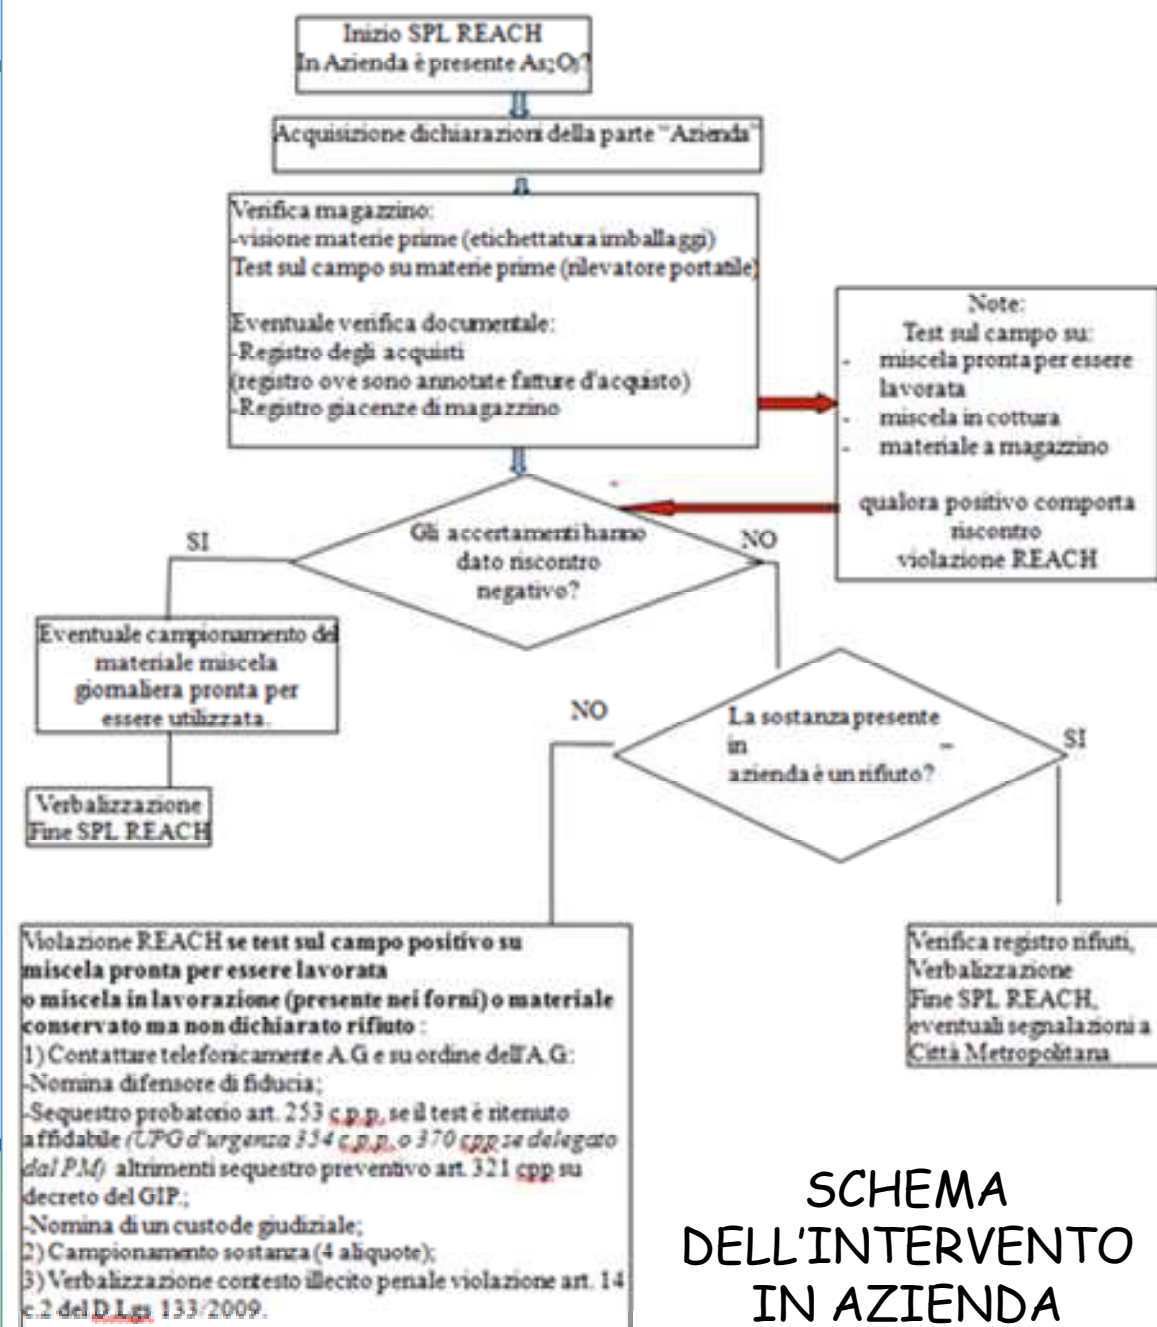 Inizio SPL REACH
In Azienda è presente As₂O₃?
Acquisizione dichiarazioni della parte "Azienda"
Verifica magazzino:
-visione materie prime (etichettatura imballaggi)
Test sul campo su materie prime (rilevatore portatile)
Eventuale verifica documentale:
-Registro degli acquisti
(registro ove sono annotate fatture d'acquisto)
-Registro giacenze di magazzino
Note:
Test sul campo su:
- miscela pronta per essere
lavorata
- miscela in cottura
- materiale a magazzino
qualora positivo comporta
riscontro
violazione REACH
Gli accertamenti hanno
dato riscontro
negativo?
SI
NO
Eventuale campionamento del
materiale miscela
giornaliera pronta per
essere utilizzata.
Verbalizzazione
Fine SPL REACH
La sostanza presente
in
azienda è un rifiuto?
NO
SI
Violazione REACH se test sul campo positivo su
miscela pronta per essere lavorata
o miscela in lavorazione (presente nei forni) o materiale
conservato ma non dichiarato rifiuto :
1) Contattare telefonicamente A.G e su ordine dell'A.G:
-Nomina difensore di fiducia;
-Sequestro probatorio art. 253 c.p.p. se il test è ritenuto
affidabile (UPG d'urgenza 354 c.p.p. o 370 cpp se delegato
dal PM) altrimenti sequestro preventivo art. 321 cpp su
decreto del GIP.;
-Nomina di un custode giudiziale;
2) Campionamento sostanza (4 aliquote);
3) Verbalizzazione contesto illecito penale violazione art. 14
c.2 del D.Lgs 133/2009.
Verifica registro rifiuti,
Verbalizzazione
Fine SPL REACH,
eventuali segnalazioni a
Città Metropolitana
SCHEMA
DELL'INTERVENTO
IN AZIENDA